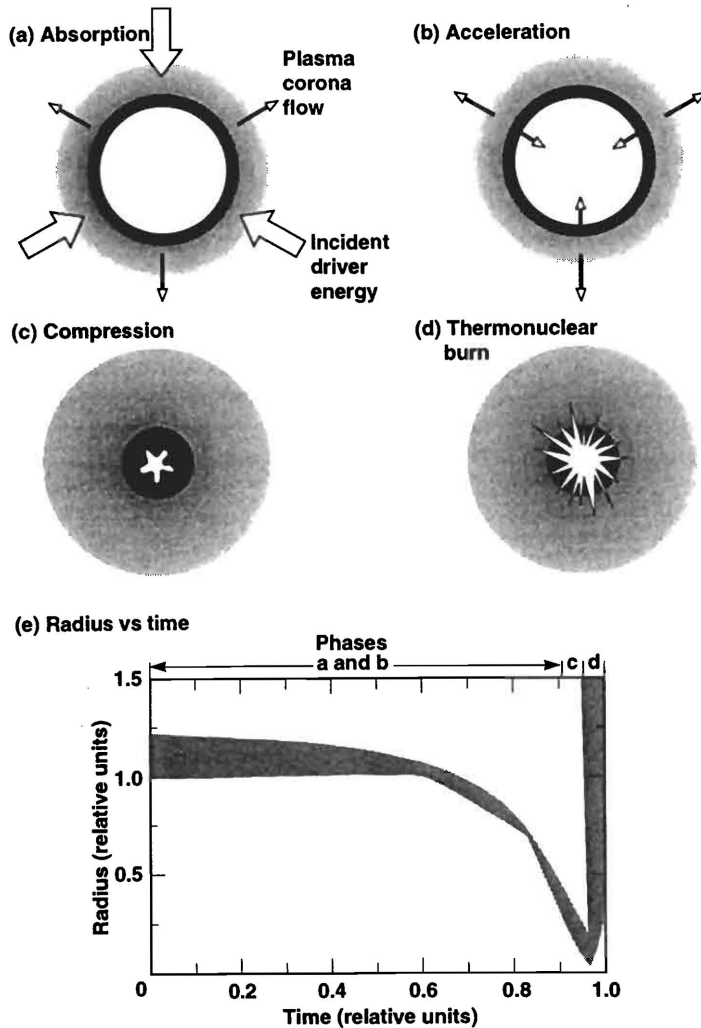 (a) Absorption
Plasma
corona
flow
Incident
driver
energy
(b) Acceleration
(c) Compression
(d) Thermonuclear
burn
(e) Radius vs time
Phases
a and b
c
d
1.5
1.0
0.5
0
Radius (relative units)
0.2
0.4
0.6
0.8
1.0
Time (relative units)